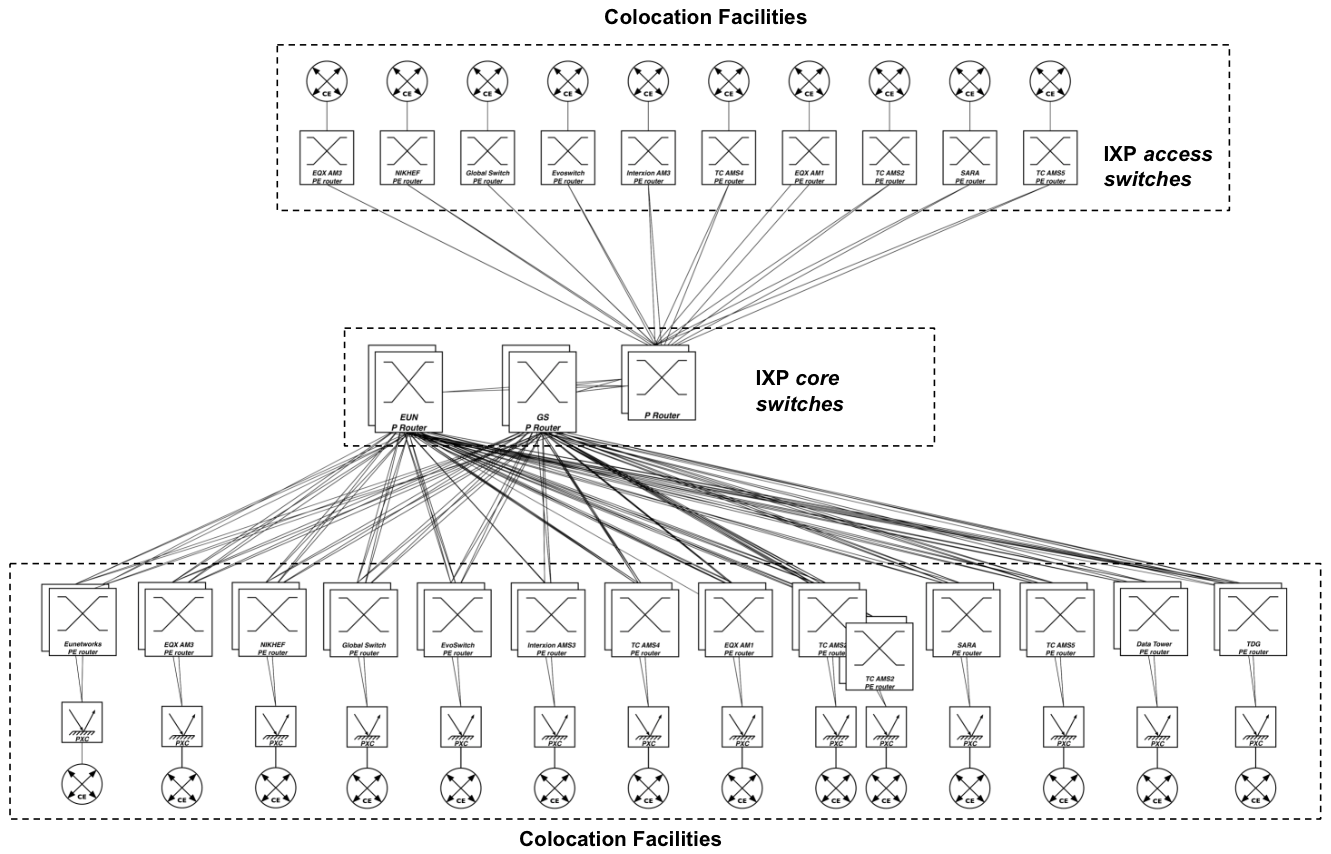 Colocation Facilities
CE CE CE CE CE CE CE CE CE CE
EQX AM3
PE router
NIKHEF
PE router
Global Switch
PE router
Evoswitch
PE router
Interxion AM3
PE router
TC AMS4
PE router
EQX AM1
PE router
TC AMS2
PE router
SARA
PE router
TC AMS5
PE router
IXP access
switches
EUN
P Router
GS
P Router
P Router
IXP core
switches
Eunetworks
PE router
EQX AM3
PE router
NIKHEF
PE router
Global Switch
PE router
EvoSwitch
PE router
Interxion AMS3
PE router
TC AMS4
PE router
EQX AM1
PE router
TC AMS2
PE router
TC AMS2
PE router
SARA
PE router
TC AMS5
PE router
Data Tower
PE router
TDG
PE router
PXC PXC PXC PXC PXC PXC PXC PXC PXC PXC PXC PXC PXC PXC
CE CE CE CE CE CE CE CE CE CE CE CE CE CE
Colocation Facilities